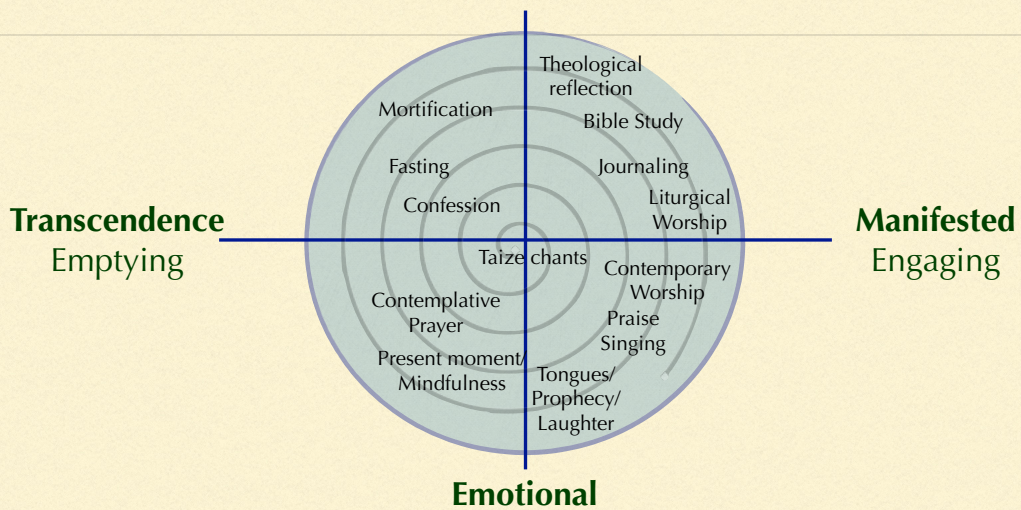 Theological
reflection
Mortification
Bible Study
Fasting
Journaling
Confession
Liturgical
Worship
Transcendence
Emptying
Manifested
Engaging
Taize chants
Contemporary
Worship
Contemplative
Prayer
Praise
Singing
Present moment/
Mindfulness
Tongues/
Prophecy/
Laughter
Emotional